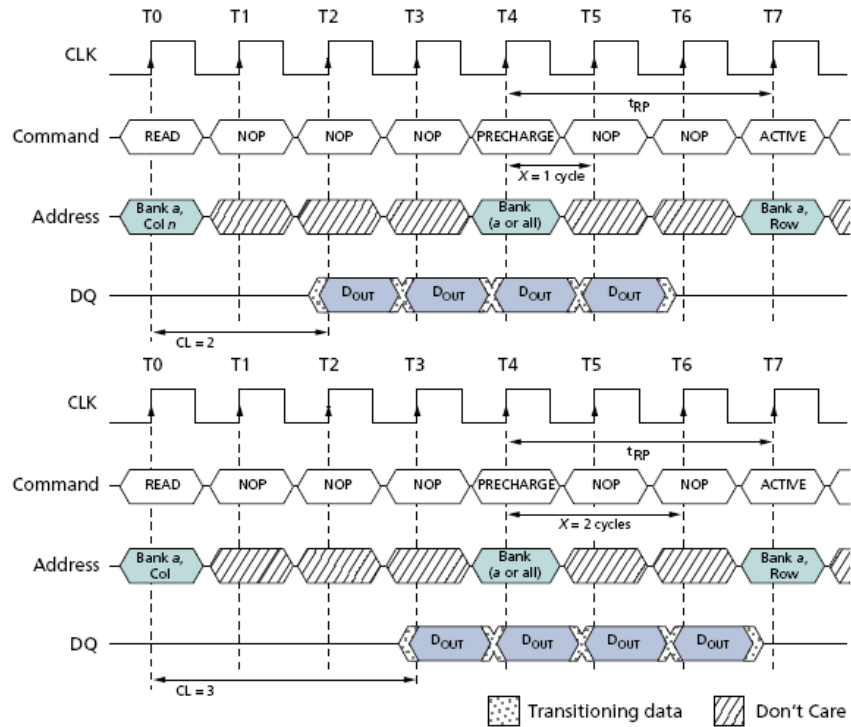 T0 T1 T2 T3 T4 T5 T6 T7
CLK
tRP
Command READ NOP NOP NOP PRECHARGE NOP NOP ACTIVE
X = 1 cycle
Address Bank a, Col n Bank (a or all) Bank a, Row
DQ DOUT DOUT DOUT DOUT
CL = 2
T0 T1 T2 T3 T4 T5 T6 T7
CLK
tRP
Command READ NOP NOP NOP PRECHARGE NOP NOP ACTIVE
X = 2 cycles
Address Bank a, Col Bank (a or all) Bank a, Row
DQ DOUT DOUT DOUT DOUT
CL = 3
Transitioning data Don't Care